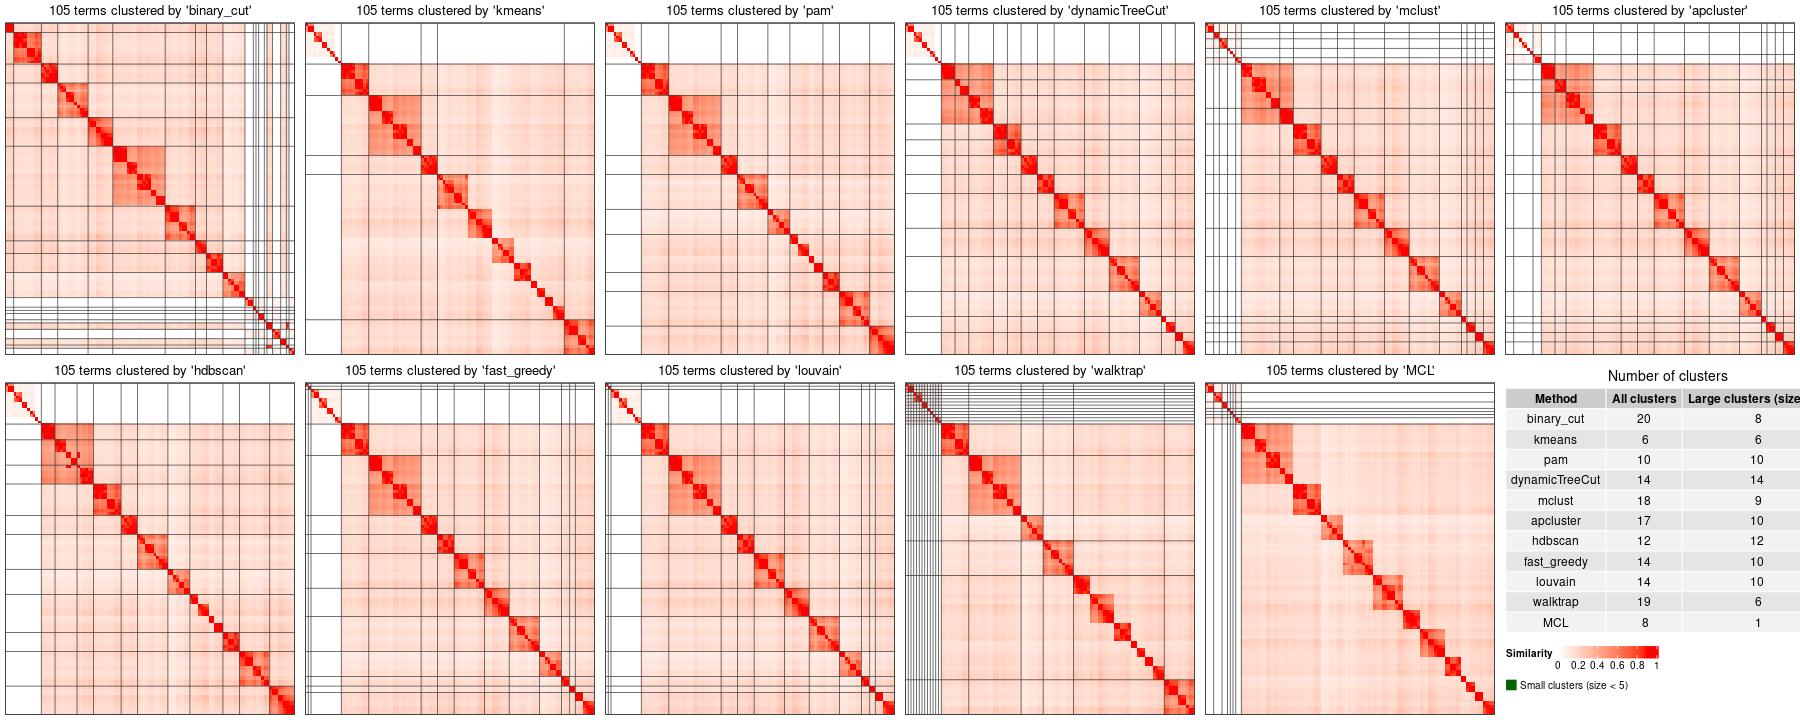 105 terms clustered by 'binary_cut'
105 terms clustered by 'kmeans'
105 terms clustered by 'pam'
105 terms clustered by 'dynamicTreeCut'
105 terms clustered by 'mclust'
105 terms clustered by 'apcluster'
105 terms clustered by 'hdbscan'
105 terms clustered by 'fast_greedy'
105 terms clustered by 'louvain'
105 terms clustered by 'walktrap'
105 terms clustered by 'MCL'
Number of clusters
Method All clusters Large clusters (size
binary_cut 20 8
kmeans 6 6
pam 10 10
dynamicTreeCut 14 14
mclust 18 9
apcluster 17 10
hdbscan 12 12
fast_greedy 14 10
louvain 14 10
walktrap 19 6
MCL 8 1
Similarity
0 0.2 0.4 0.6 0.8 1
Small clusters (size < 5)